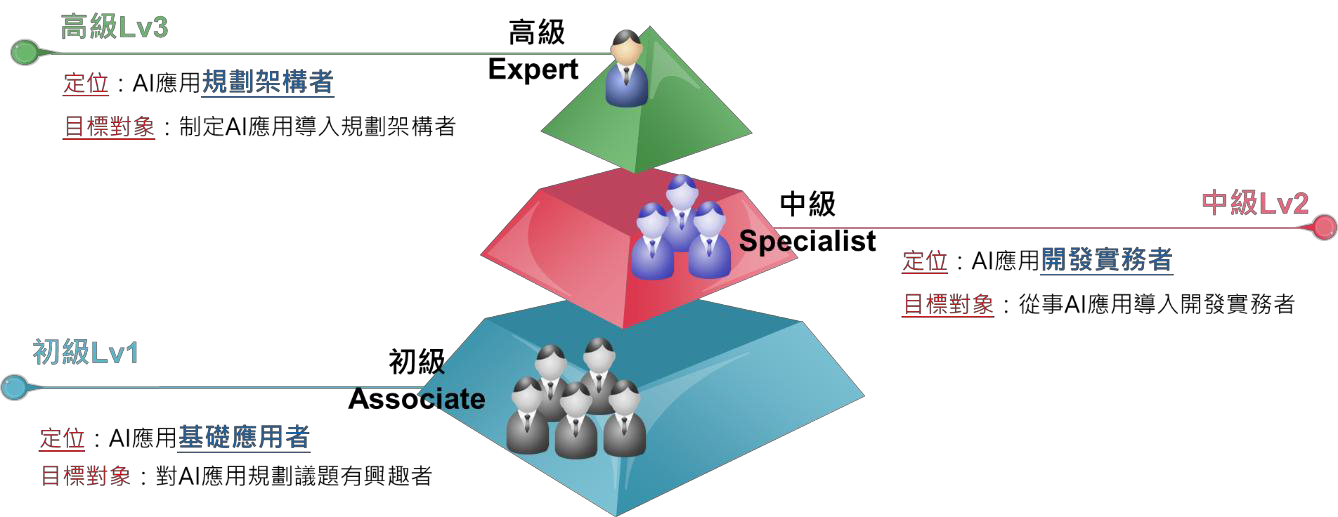 高級Lv3
高級
Expert
定位：AI應用規劃架構者
目標對象：制定AI應用導入規劃架構者
中級
Specialist
中級Lv2
定位：AI應用開發實務者
目標對象：從事AI應用導入開發實務者
初級Lv1
初級
Associate
定位：AI應用基礎應用者
目標對象：對AI應用規劃議題有興趣者